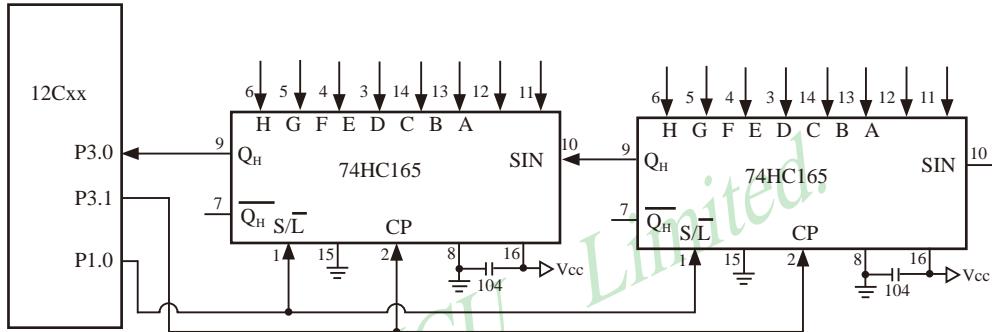 12Cxx
P3.0
P3.1
P1.0
6 5 4 3 14 13 12 11
H G F E D C B A
9 QH 74HC165 SIN 10
7 QH S/L CP
1 15 2 8 16
104 Vcc
6 5 4 3 14 13 12 11
H G F E D C B A
9 QH 74HC165 SIN 10
7 QH S/L CP
1 15 2 8 16
104 Vcc
Limited.